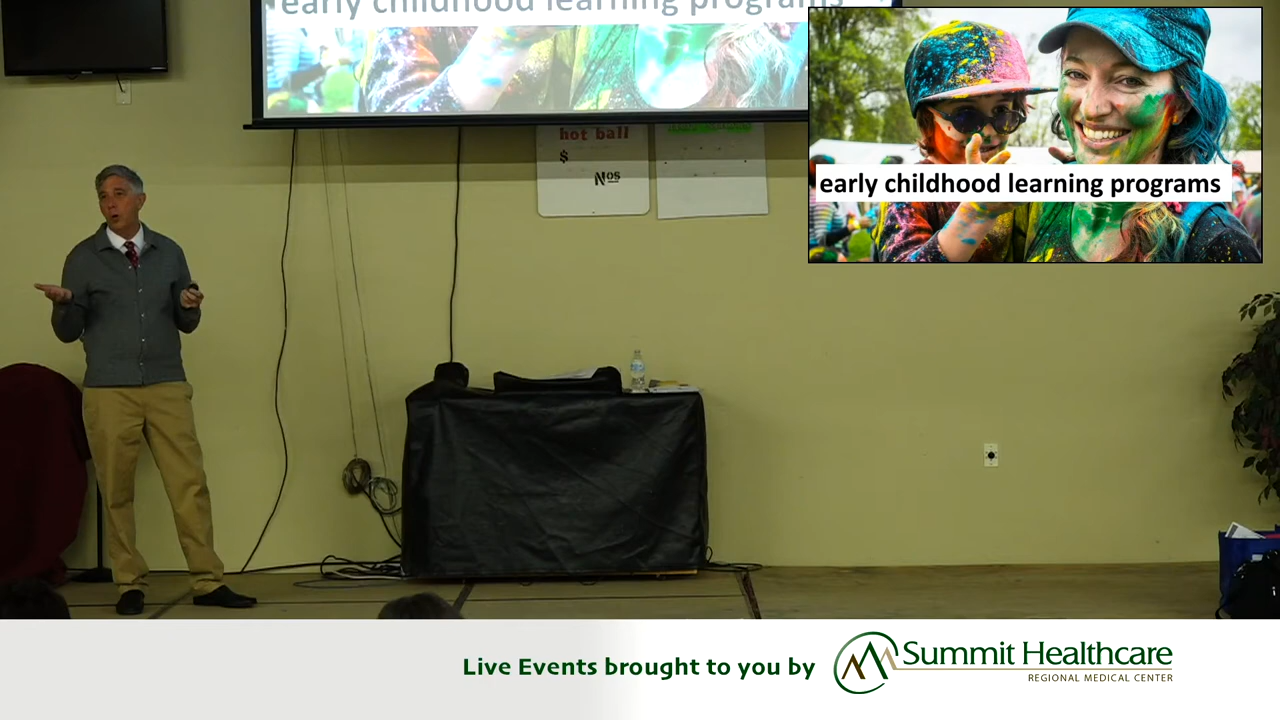 early childhood learning programs
hot ball
$
NOS
early childhood learning programs
Live Events brought to you by
Summit Healthcare
REGIONAL MEDICAL CENTER